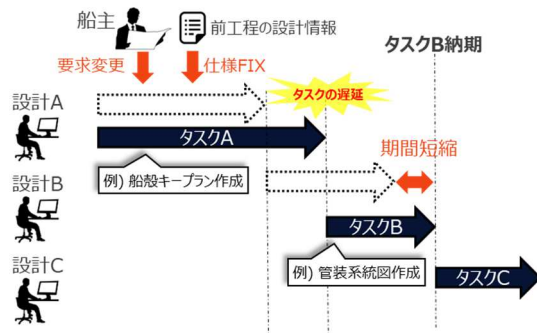 船主
前工程の設計情報
要求変更
仕様FIX
タスクB納期
設計A
タスクの遅延
タスクA
例) 船殻キープラン作成
期間短縮
設計B
タスクB
例) 管装系統図作成
設計C
タスクC